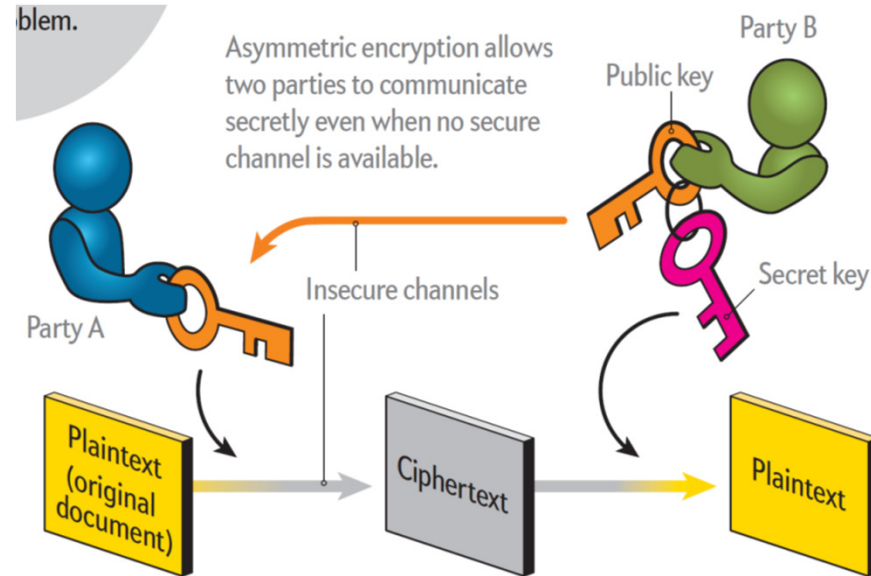 oblem.
Asymmetric encryption allows
two parties to communicate
secretly even when no secure
channel is available.
Party B
Public key
Secret key
Insecure channels
Party A
Plaintext
(original
document)
Ciphertext
Plaintext